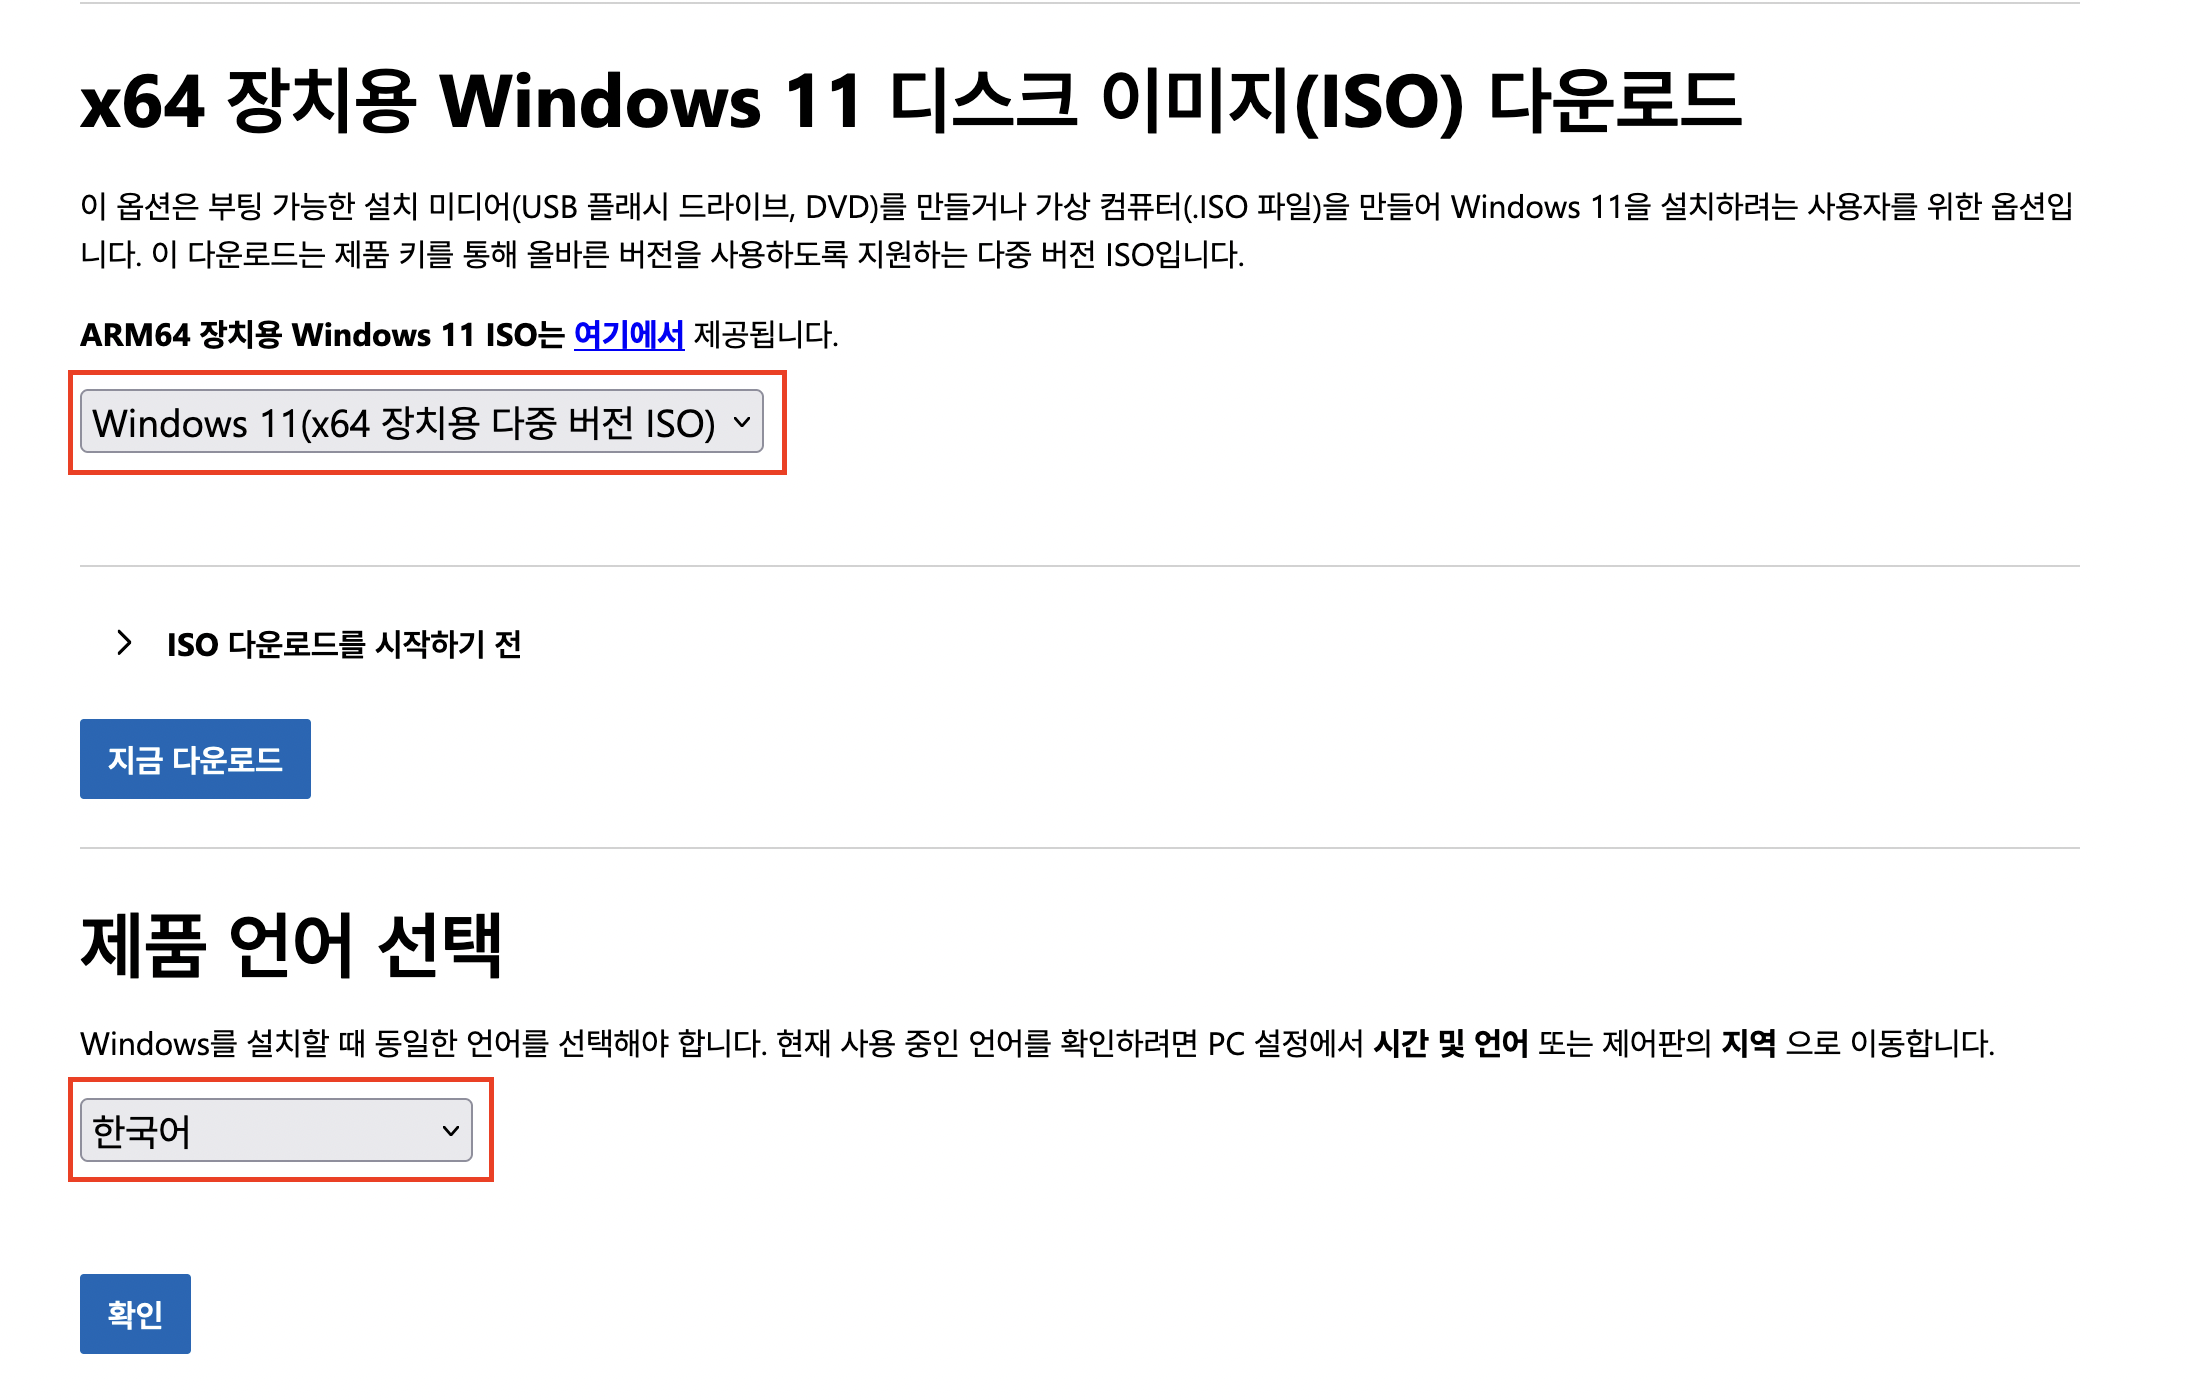 x64 장치용 Windows 11 디스크 이미지(ISO) 다운로드
이 옵션은 부팅 가능한 설치 미디어(USB 플래시 드라이브, DVD)를 만들거나 가상 컴퓨터(.ISO 파일)을 만들어 Windows 11을 설치하려는 사용자를 위한 옵션입
니다. 이 다운로드는 제품 키를 통해 올바른 버전을 사용하도록 지원하는 다중 버전 ISO입니다.
ARM64 장치용 Windows 11 ISO는 여기에서 제공됩니다.
Windows 11(x64 장치용 다중 버전 ISO)
ISO 다운로드를 시작하기 전
지금 다운로드
제품 언어 선택
Windows를 설치할 때 동일한 언어를 선택해야 합니다. 현재 사용 중인 언어를 확인하려면 PC 설정에서 시간 및 언어 또는 제어판의 지역 으로 이동합니다.
한국어
확인